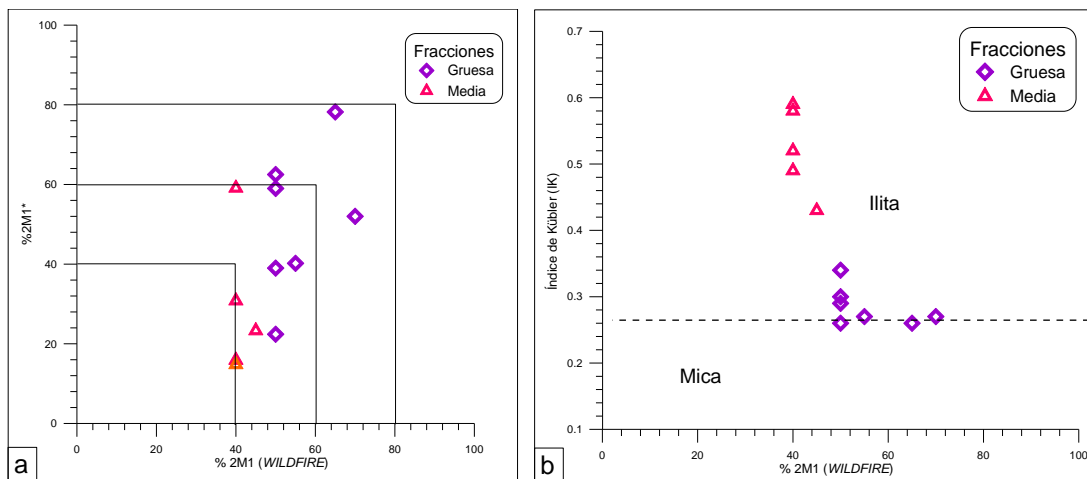 100
80
60
40
20
0
%2M1*
0
20
40
60
80
100
% 2M1 (WILDFIRE)
Fracciones
Gruesa
Media
a
0.7
0.6
0.5
0.4
0.3
0.2
0.1
Índice de Kübler (IK)
0
20
40
60
80
100
% 2M1 (WILDFIRE)
Fracciones
Gruesa
Media
Ilita
Mica
b